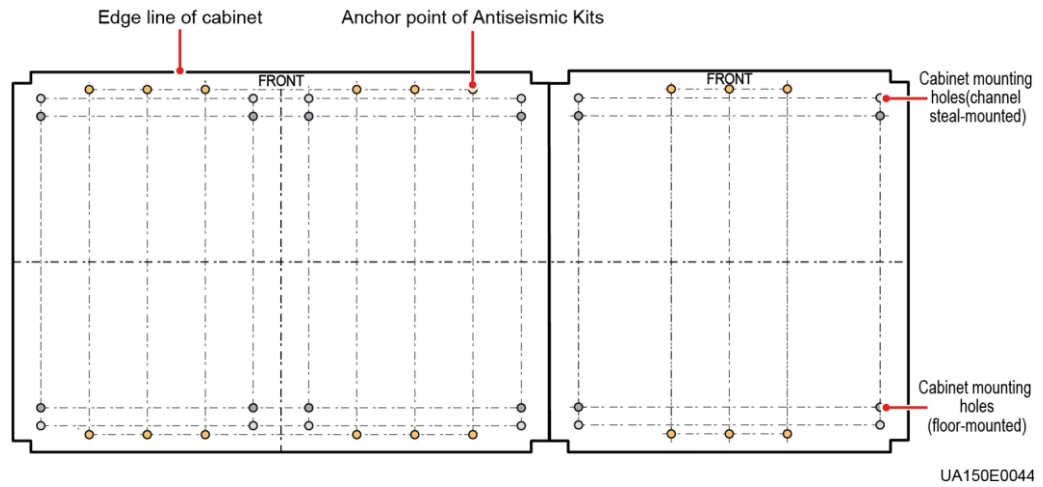 Edge line of cabinet
Anchor point of Antiseismic Kits
FRONT
FRONT
Cabinet mounting
holes(channel
steal-mounted)
Cabinet mounting
holes
(floor-mounted)
UA150E0044